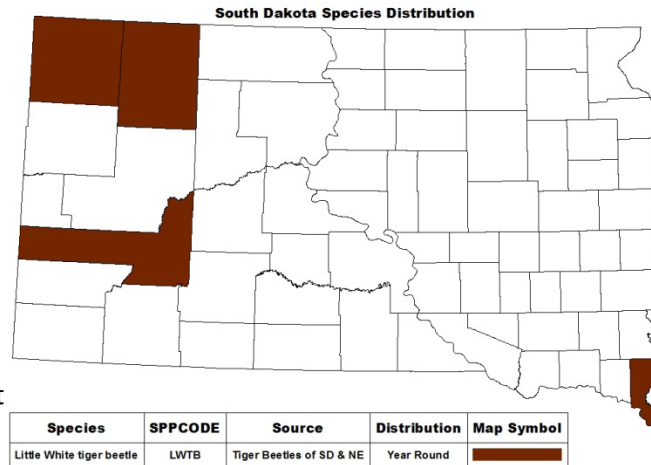 South Dakota Species Distribution
t
Species SPPCODE Source Distribution Map Symbol
Little White tiger beetle LWTB Tiger Beetles of SD & NE Year Round